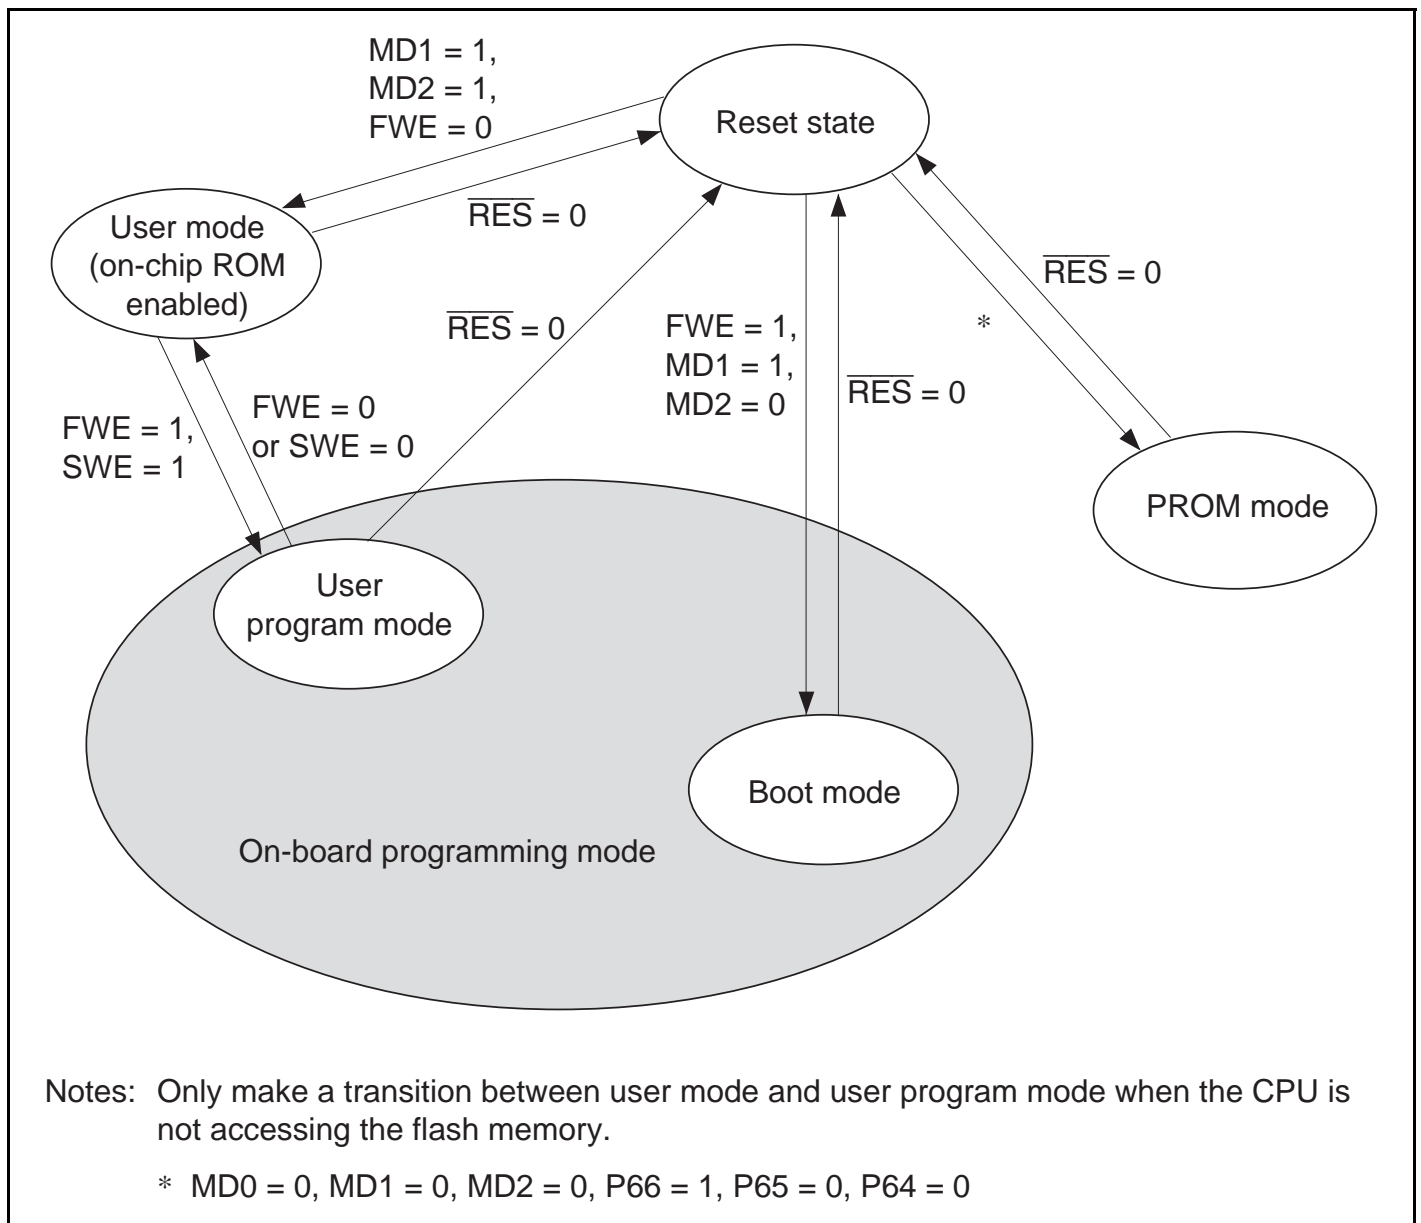 MD1 = 1,
MD2 = 1,
FWE = 0
Reset state
R̅E̅S̅ = 0
User mode
(on-chip ROM
enabled)
R̅E̅S̅ = 0
R̅E̅S̅ = 0
FWE = 1,
MD1 = 1,
MD2 = 0
*
R̅E̅S̅ = 0
FWE = 1,
SWE = 1
FWE = 0
or SWE = 0
PROM mode
User
program mode
Boot mode
On-board programming mode
Notes: Only make a transition between user mode and user program mode when the CPU is
not accessing the flash memory.
* MD0 = 0, MD1 = 0, MD2 = 0, P66 = 1, P65 = 0, P64 = 0